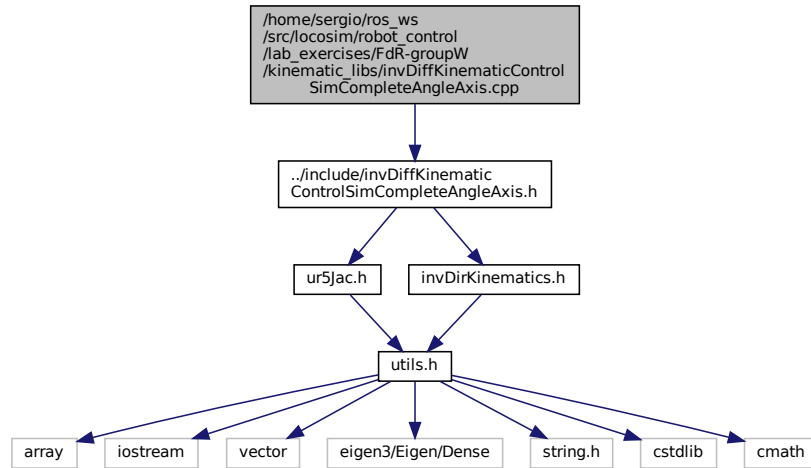 /home/sergio/ros_ws
/src/locosim/robot_control
/lab_exercises/FdR-groupW
/kinematic_libs/invDiffKinematicControl
SimCompleteAngleAxis.cpp
../include/invDiffKinematic
ControlSimCompleteAngleAxis.h
ur5Jac.h
invDirKinematics.h
utils.h
array
iostream
vector
eigen3/Eigen/Dense
string.h
cstdlib
cmath